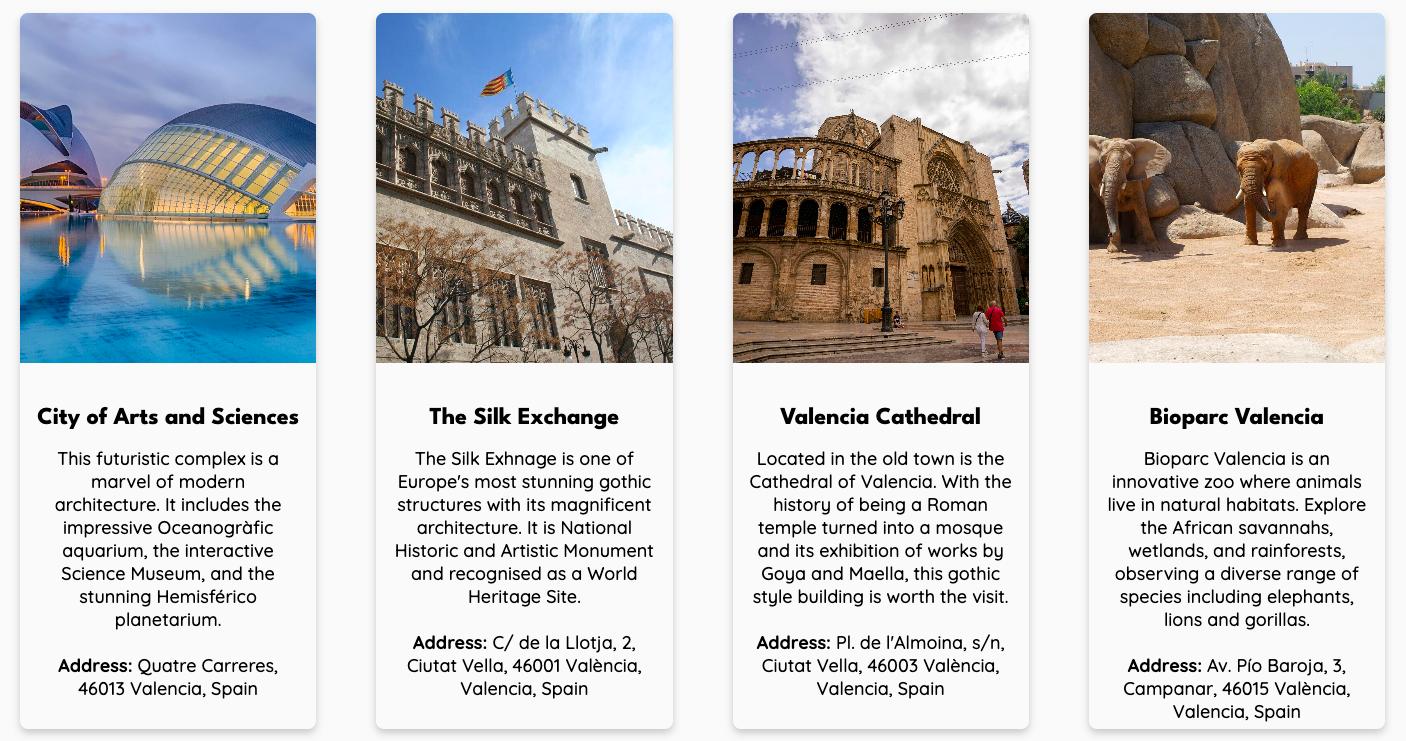 City of Arts and Sciences
This futuristic complex is a
marvel of modern
architecture. It includes the
impressive Oceanogràfic
aquarium, the interactive
Science Museum, and the
stunning Hemisférico
planetarium.
Address: Quatre Carreres,
46013 Valencia, Spain
The Silk Exchange
The Silk Exhnage is one of
Europe's most stunning gothic
structures with its magnificent
architecture. It is National
Historic and Artistic Monument
and recognised as a World
Heritage Site.
Address: C/ de la Llotja, 2,
Ciutat Vella, 46001 València,
Valencia, Spain
Valencia Cathedral
Located in the old town is the
Cathedral of Valencia. With the
history of being a Roman
temple turned into a mosque
and its exhibition of works by
Goya and Maella, this gothic
style building is worth the visit.
Address: Pl. de l'Almoina, s/n,
Ciutat Vella, 46003 València,
Valencia, Spain
Bioparc Valencia
Bioparc Valencia is an
innovative zoo where animals
live in natural habitats. Explore
the African savannahs,
wetlands, and rainforests,
observing a diverse range of
species including elephants,
lions and gorillas.
Address: Av. Pío Baroja, 3,
Campanar, 46015 València,
Valencia, Spain